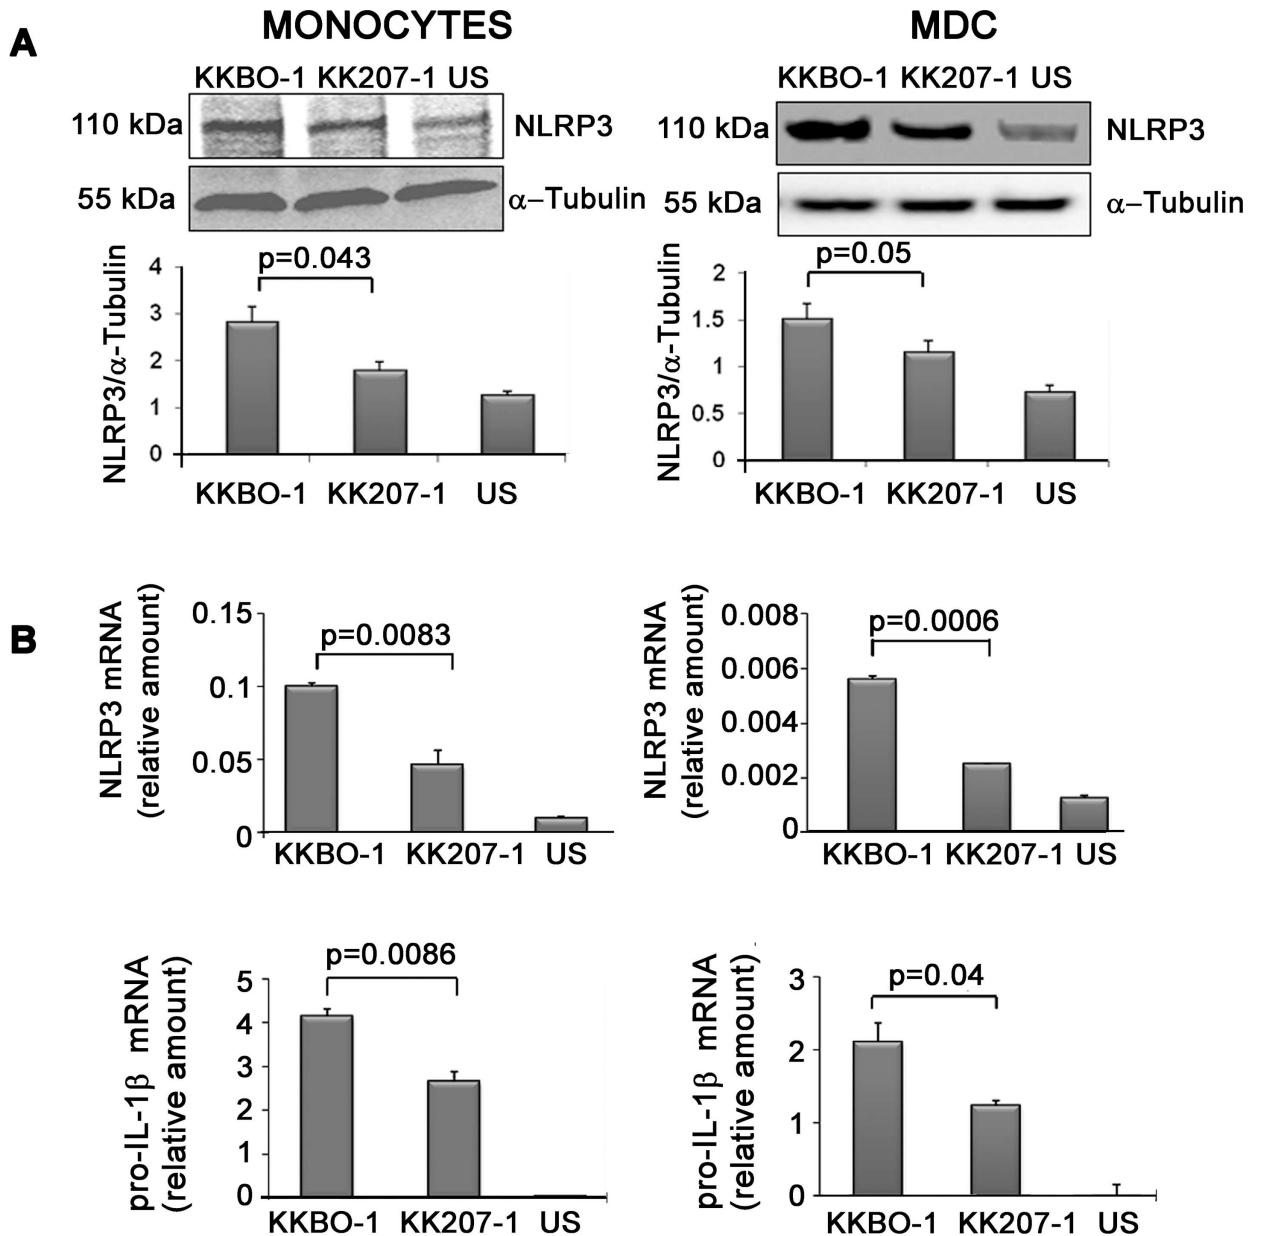 A
MONOCYTES
KKBO-1 KK207-1 US
110 kDa
NLRP3
55 kDa
α-Tubulin
p=0.043
NLRP3/α-Tubulin
4
3
2
1
0
KKBO-1 KK207-1 US
MDC
KKBO-1 KK207-1 US
110 kDa
NLRP3
55 kDa
α-Tubulin
p=0.05
NLRP3/α-Tubulin
2
1.5
1
0.5
0
KKBO-1 KK207-1 US
B
NLRP3 mRNA
(relative amount)
0.15
0.1
0.05
0
p=0.0083
KKBO-1 KK207-1 US
NLRP3 mRNA
(relative amount)
0.008
0.006
0.004
0.002
0
p=0.0006
KKBO-1 KK207-1 US
pro-IL-1β mRNA
(relative amount)
5
4
3
2
1
0
p=0.0086
KKBO-1 KK207-1 US
pro-IL-1β mRNA
(relative amount)
3
2
1
0
p=0.04
KKBO-1 KK207-1 US